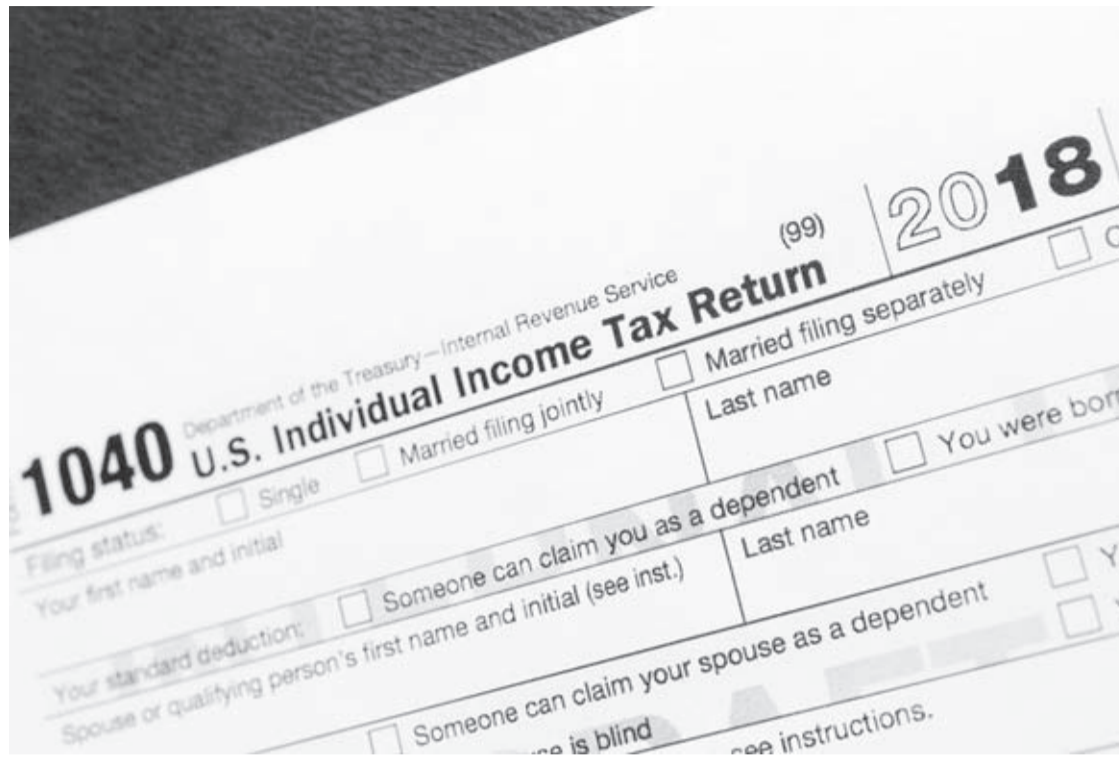 (99)
2018
Department of the Treasury—Internal Revenue Service
1040 U.S. Individual Income Tax Return
Filing status: Single Married filing jointly Married filing separately
Your first name and initial Last name
Your standard deduction: Someone can claim you as a dependent You were born
Spouse or qualifying person's first name and initial (see inst.) Last name
Someone can claim your spouse as a dependent
is blind
see instructions.